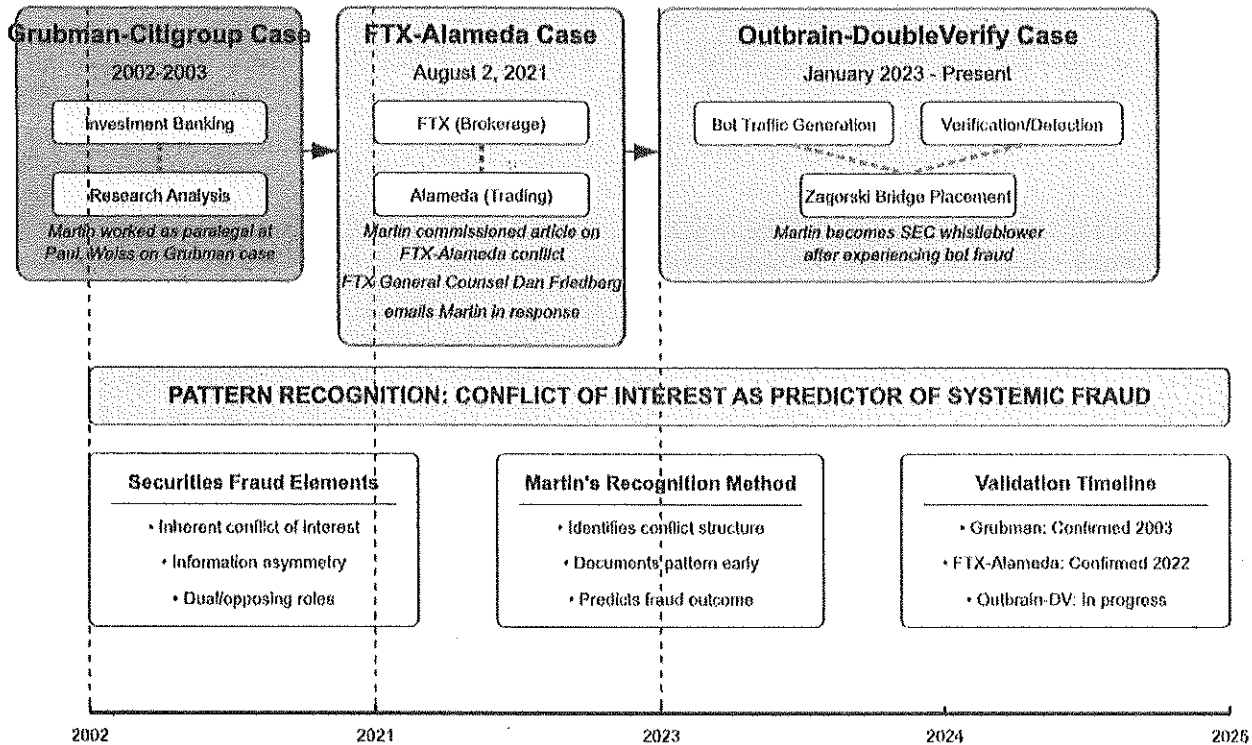 Grubman-Citigroup Case
2002-2003
Investment Banking
Research Analysis
Martin worked as paralegal at
Paul, Weiss on Grubman case
FTX-Alameda Case
August 2, 2021
FTX (Brokerage)
Alameda (Trading)
Martin commissioned article on
FTX-Alameda conflict
FTX General Counsel Dan Friedberg
emails Martin in response
Outbrain-DoubleVerify Case
January 2023 - Present
Bot Traffic Generation
Verification/Detection
Zagorski Bridge Placement
Martin becomes SEC whistleblower
after experiencing bot fraud
PATTERN RECOGNITION: CONFLICT OF INTEREST AS PREDICTOR OF SYSTEMIC FRAUD
Securities Fraud Elements
• Inherent conflict of interest
• Information asymmetry
• Dual/opposing roles
Martin's Recognition Method
• Identifies conflict structure
• Documents pattern early
• Predicts fraud outcome
Validation Timeline
• Grubman: Confirmed 2003
• FTX-Alameda: Confirmed 2022
• Outbrain-DV: In progress
2002
2021
2023
2024
2025